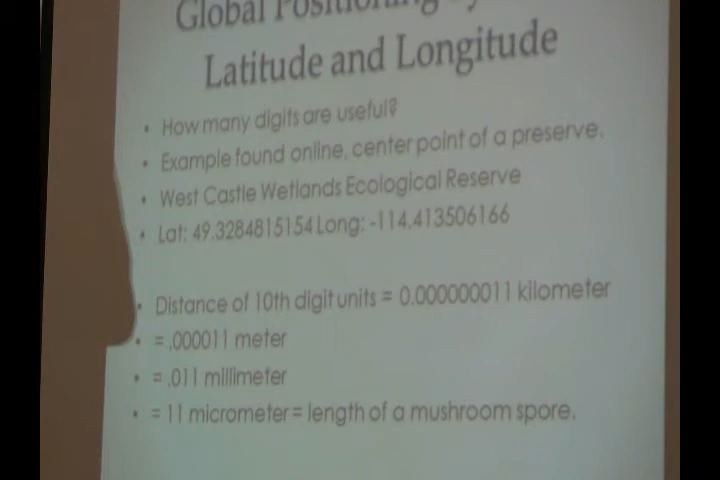 Global Positioning
Latitude and Longitude
• How many digits are useful?
• Example found online, center point of a preserve.
• West Castle Wetlands Ecological Reserve
• Lat: 49.3284815154 Long: -114.413506166
• Distance of 10th digit units = 0.000000011 kilometer
• = .000011 meter
• = .011 millimeter
• = 11 micrometer = length of a mushroom spore.